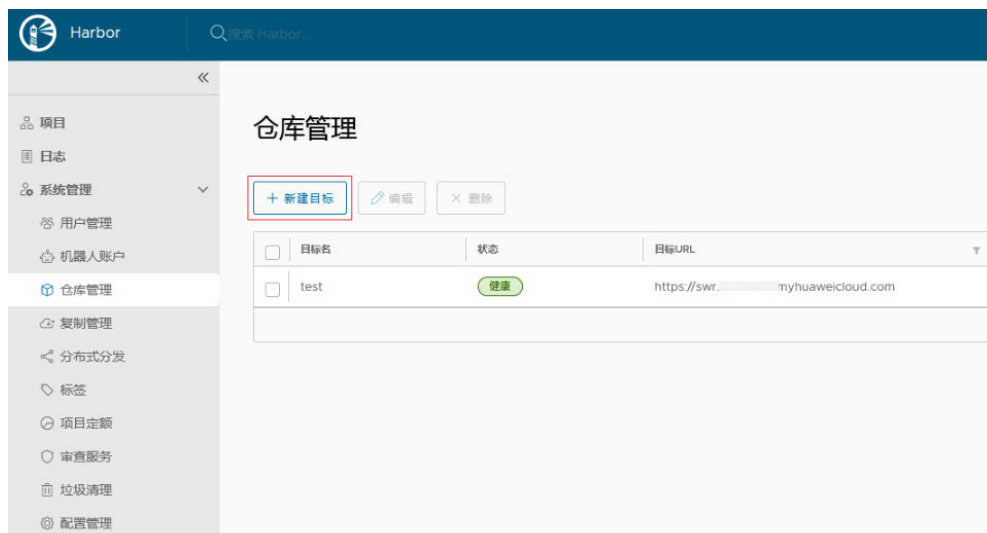 Harbor
搜索 Harbor...
项目
日志
系统管理
用户管理
机器人账户
仓库管理
复制管理
分布式分发
标签
项目定额
审查服务
垃圾清理
配置管理
仓库管理
新建目标 编辑 删除
目标名 状态 目标URL
test 健康 https://swr. myhuaweicloud.com